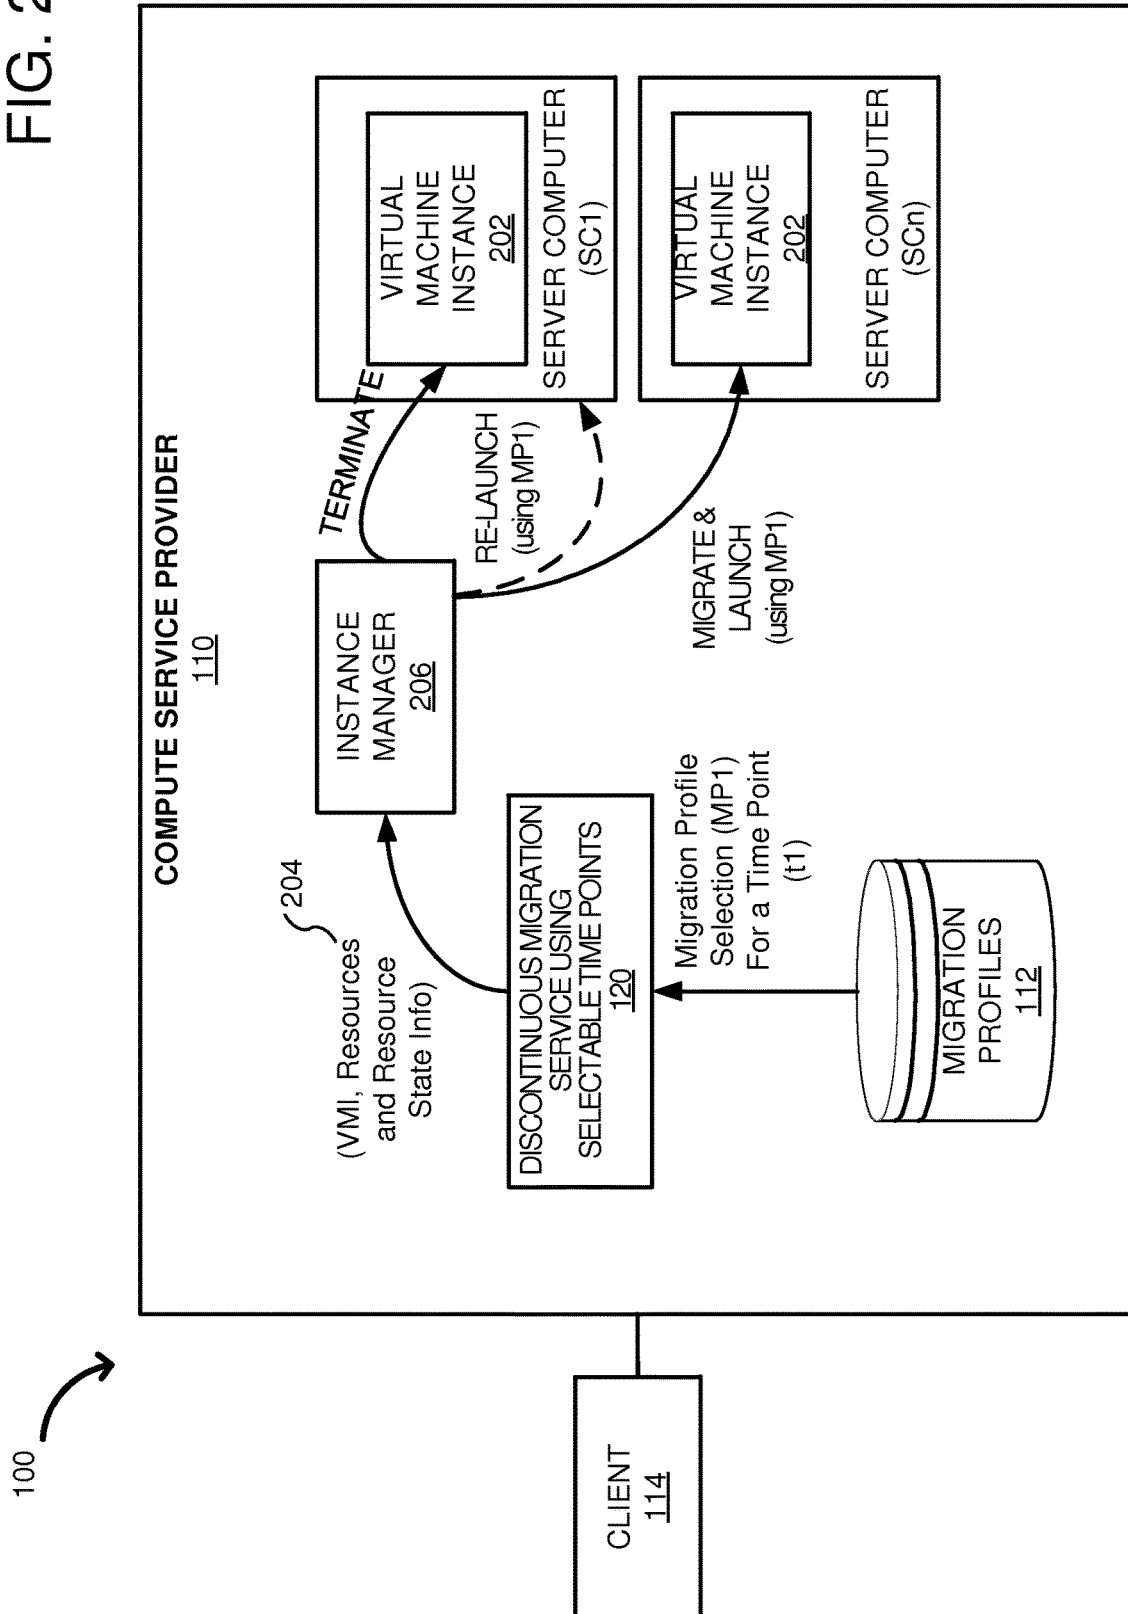 FIG. 2
100
COMPUTE SERVICE PROVIDER
110
204
(VMI, Resources
and Resource
State Info)
INSTANCE
MANAGER
206
TERMINATE
VIRTUAL
MACHINE
INSTANCE
202
SERVER COMPUTER
(SC1)
RE-LAUNCH
(using MP1)
DISCONTINUOUS MIGRATION
SERVICE USING
SELECTABLE TIME POINTS
120
MIGRATE &
LAUNCH
(using MP1)
VIRTUAL
MACHINE
INSTANCE
202
SERVER COMPUTER
(SCn)
Migration Profile
Selection (MP1)
For a Time Point
(t1)
CLIENT
114
MIGRATION
PROFILES
112